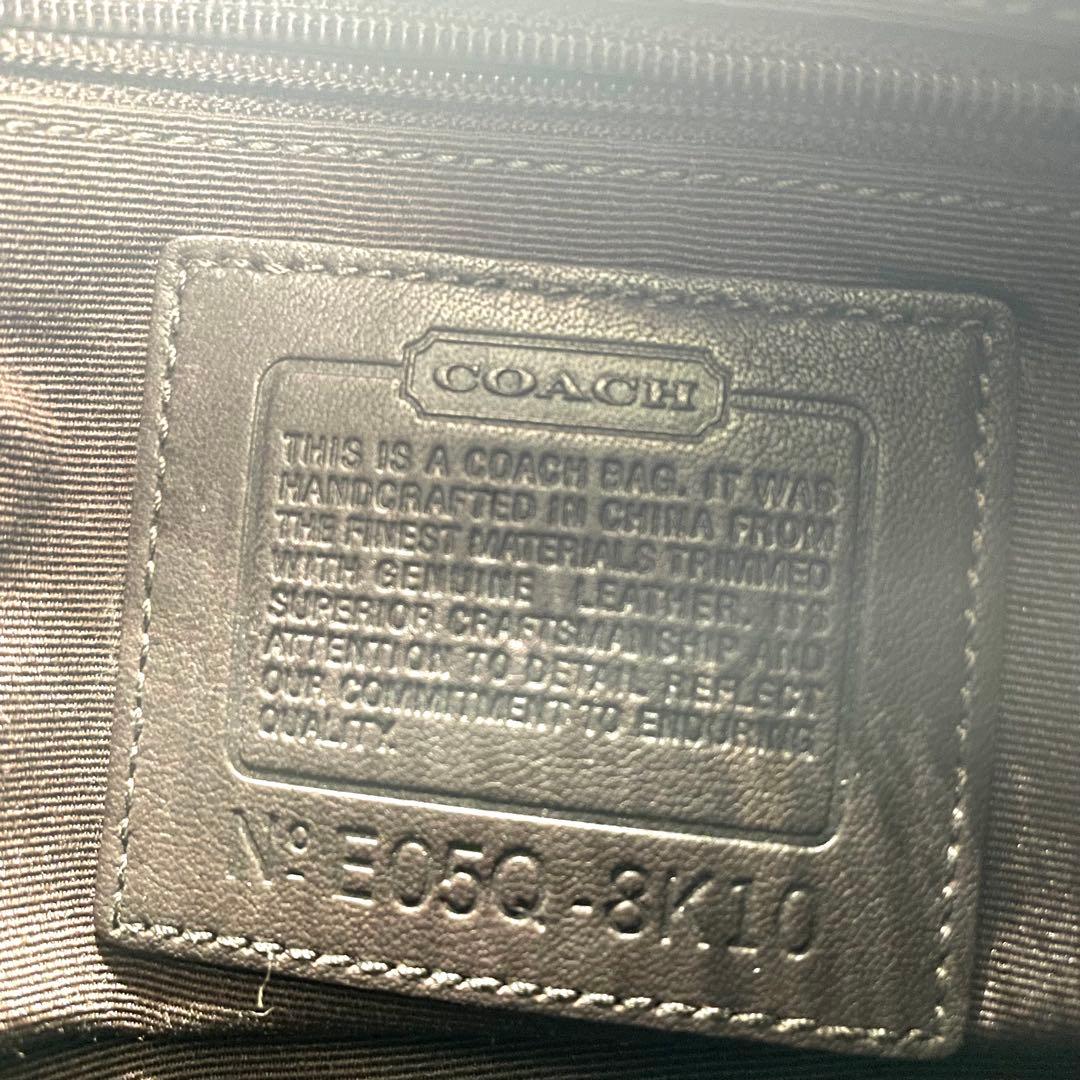 COACH
THIS IS A COACH BAG. IT WAS
HANDCRAFTED IN CHINA FROM
THE FINEST MATERIALS TRIMMED
WITH GENUINE LEATHER. ITS
SUPERIOR CRAFTSMANSHIP AND
ATTENTION TO DETAIL REFLECT
OUR COMMITMENT TO ENDURING
QUALITY.
Nº E05Q-8K10